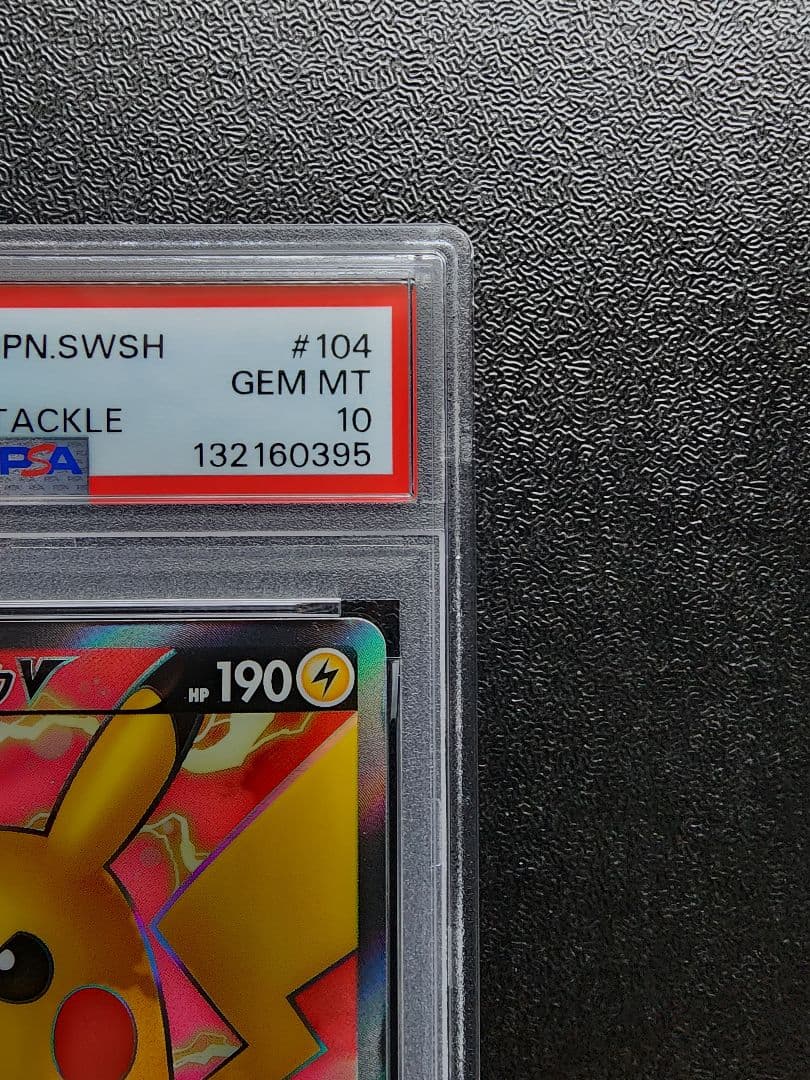 PN.SWSH #104
GEM MT
TACKLE 10
PSA 132160395
V HP 190